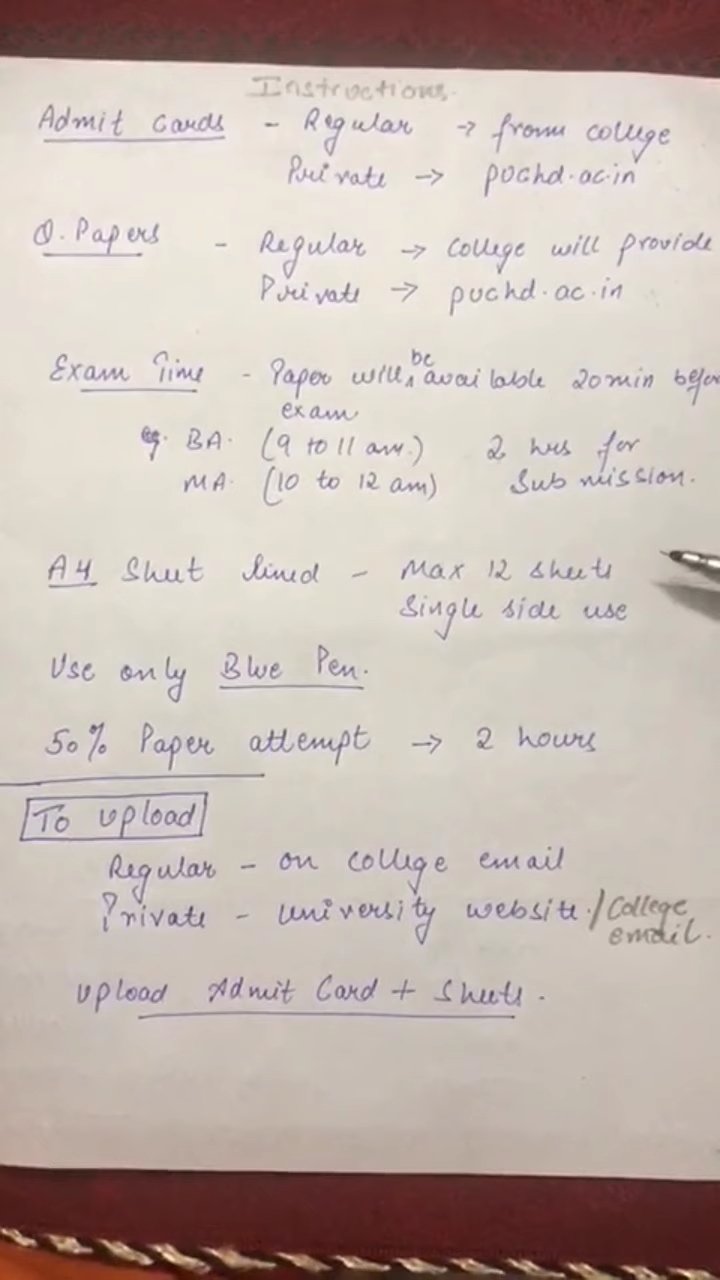 Instructions.
Admit Cards - Regular → from college
Private → puchd.ac.in
Q. Papers - Regular → College will provide
Private → puchd.ac.in
Exam Time - Paper will be available 20 min before
exam
eg. BA. (9 to 11 am.) 2 hrs for
MA. (10 to 12 am) Submission.
A4 Sheet lined - Max 12 sheets
Single side use
Use only Blue Pen.
50% Paper attempt → 2 hours
To Upload
Regular - on college email
Private - University website. / College
email.
Upload Admit Card + Sheets.